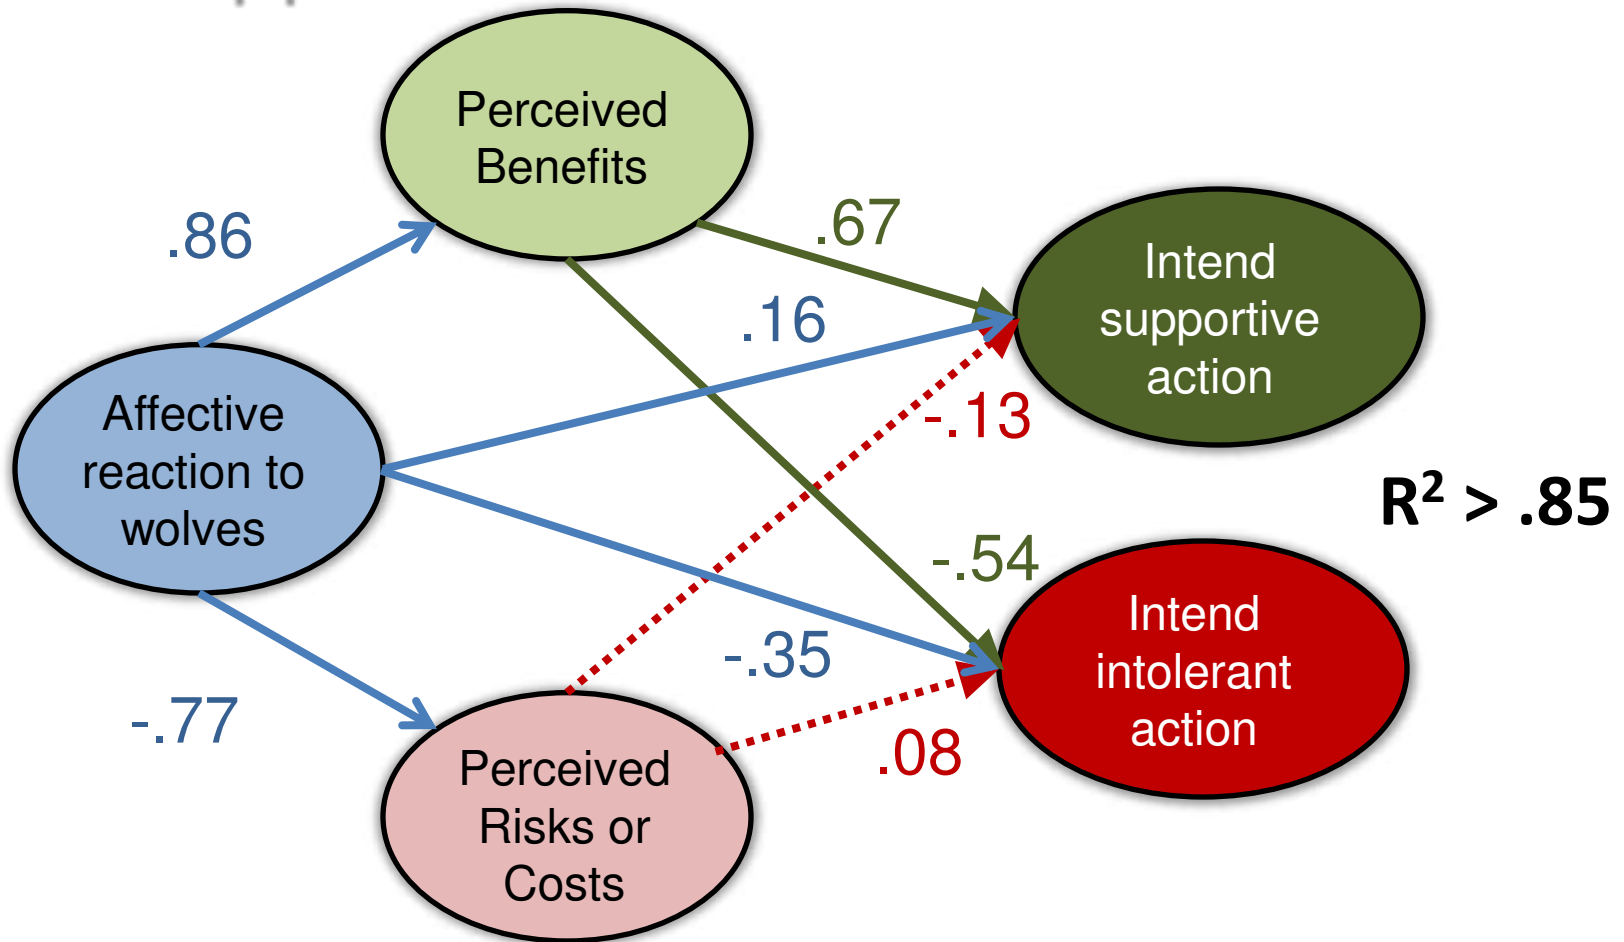 Perceived
Benefits
.86
.67
Intend
supportive
action
.16
Affective
reaction to
wolves
-.13
R² > .85
-.54
Intend
intolerant
action
-.35
-.77
.08
Perceived
Risks or
Costs